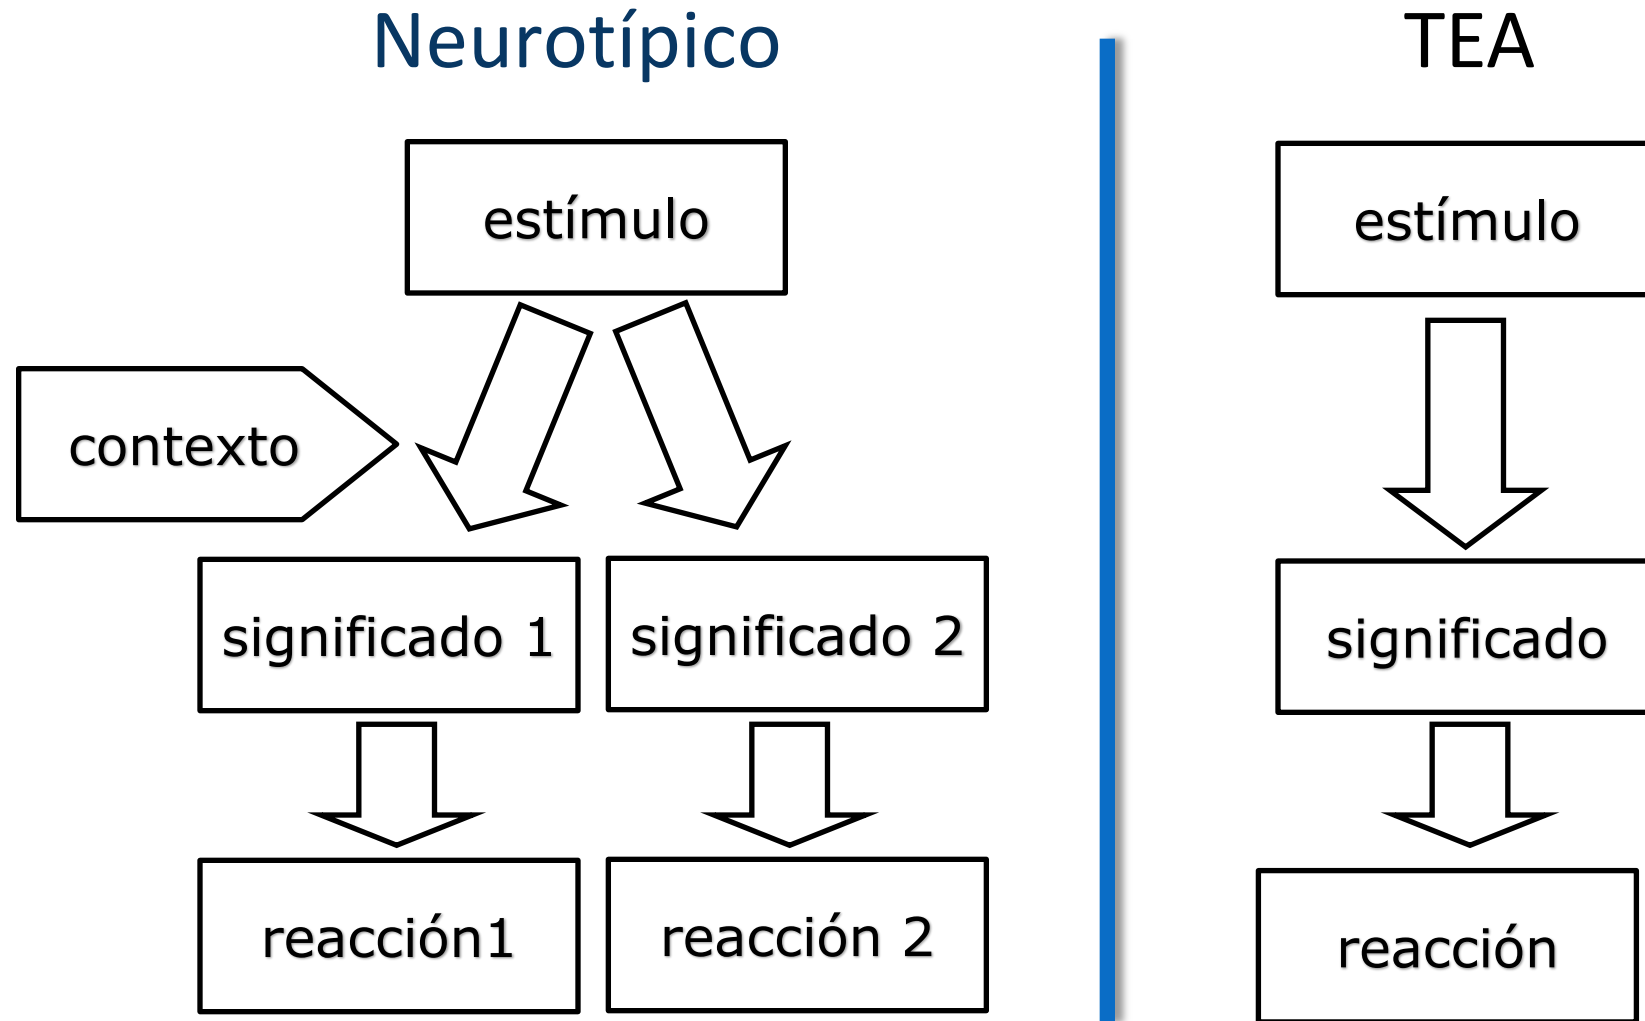 Neurotípico
estímulo
contexto
significado 1
significado 2
reacción1
reacción 2
TEA
estímulo
significado
reacción